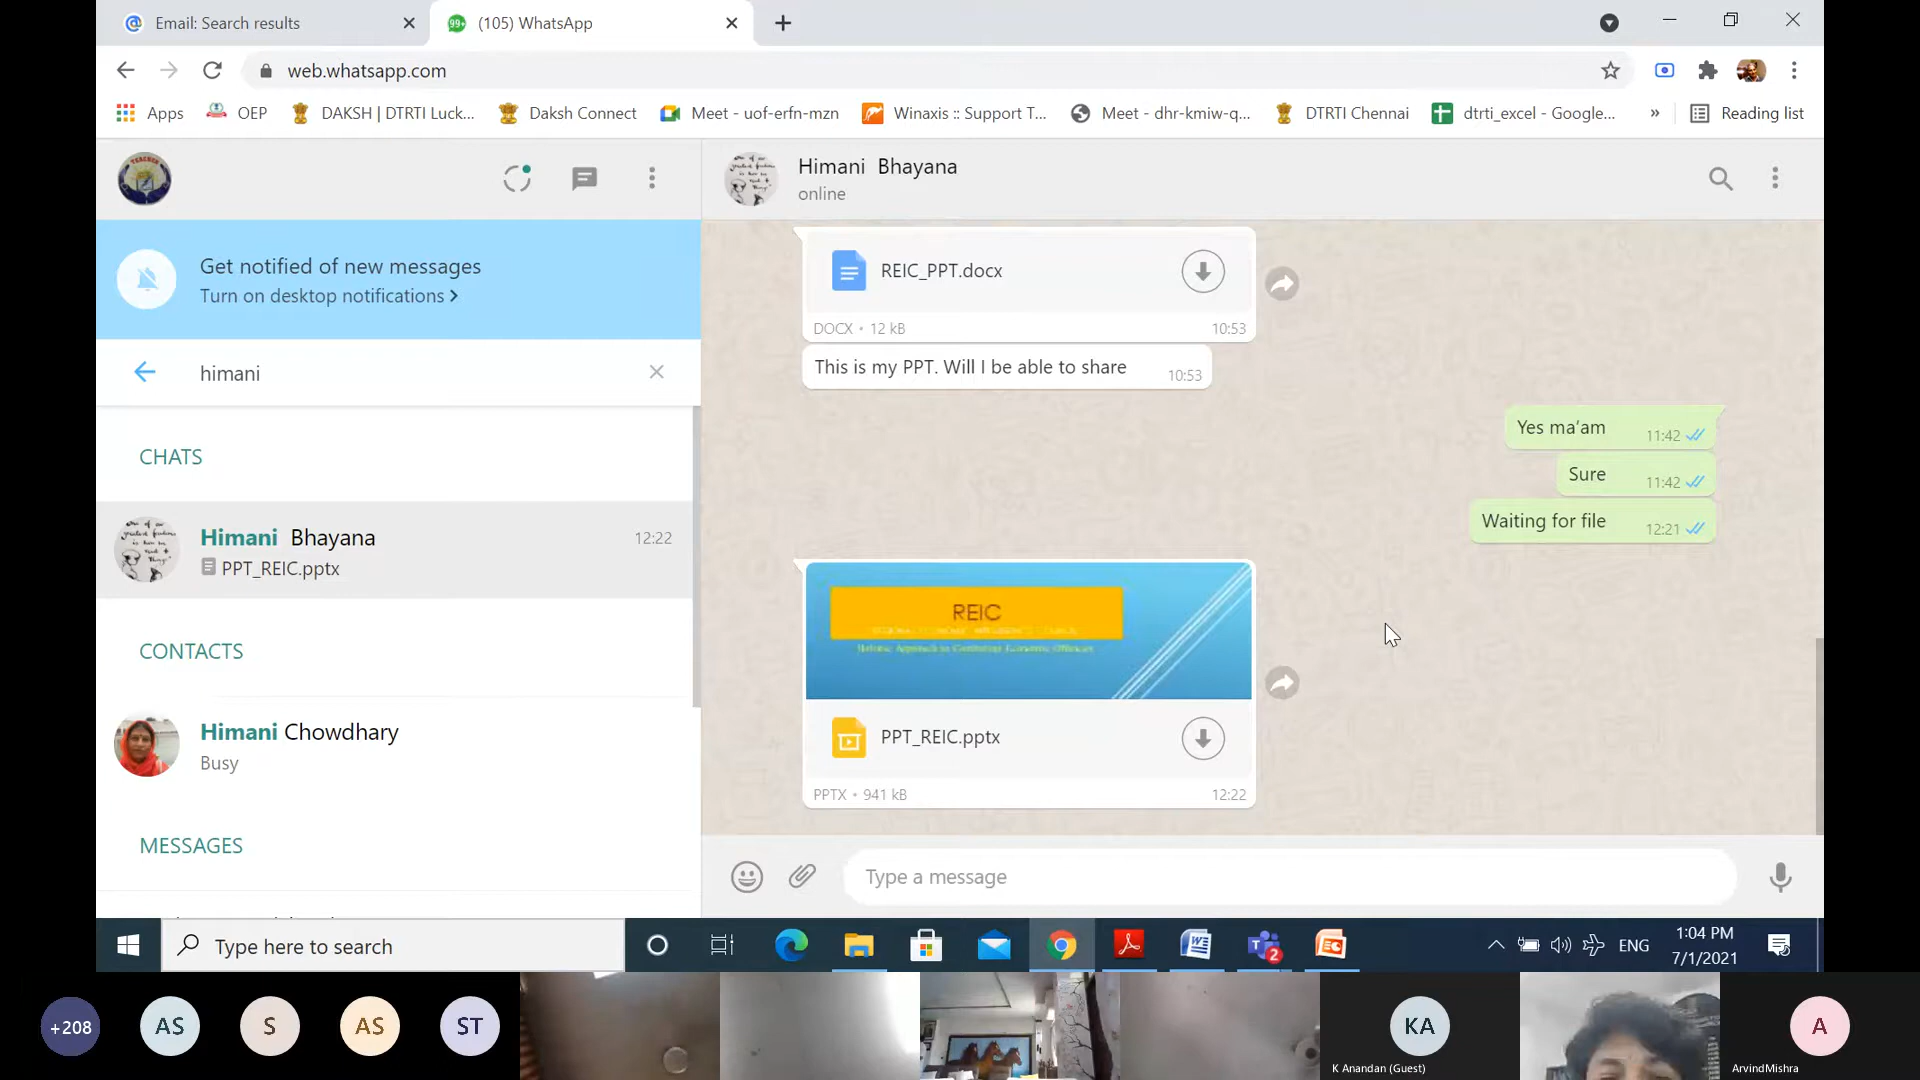 Email: Search results
(105) WhatsApp
web.whatsapp.com
Apps
OEP
DAKSH | DTRTI Luck...
Daksh Connect
Meet - uof-erfn-mzn
Winaxis :: Support T...
Meet - dhr-kmiw-q...
DTRTI Chennai
dtrti_excel - Google...
»
Reading list
Himani Bhayana
online
Get notified of new messages
Turn on desktop notifications >
himani
CHATS
Himani Bhayana
12:22
PPT_REIC.pptx
CONTACTS
Himani Chowdhary
Busy
MESSAGES
REIC_PPT.docx
DOCX • 12 kB
10:53
This is my PPT. Will I be able to share
10:53
Yes ma'am
11:42
Sure
11:42
Waiting for file
12:21
REIC
PPT_REIC.pptx
PPTX • 941 kB
12:22
Type a message
Type here to search
2
ENG
1:04 PM
7/1/2021
+208
AS
S
AS
ST
KA
K Anandan (Guest)
A
ArvindMishra